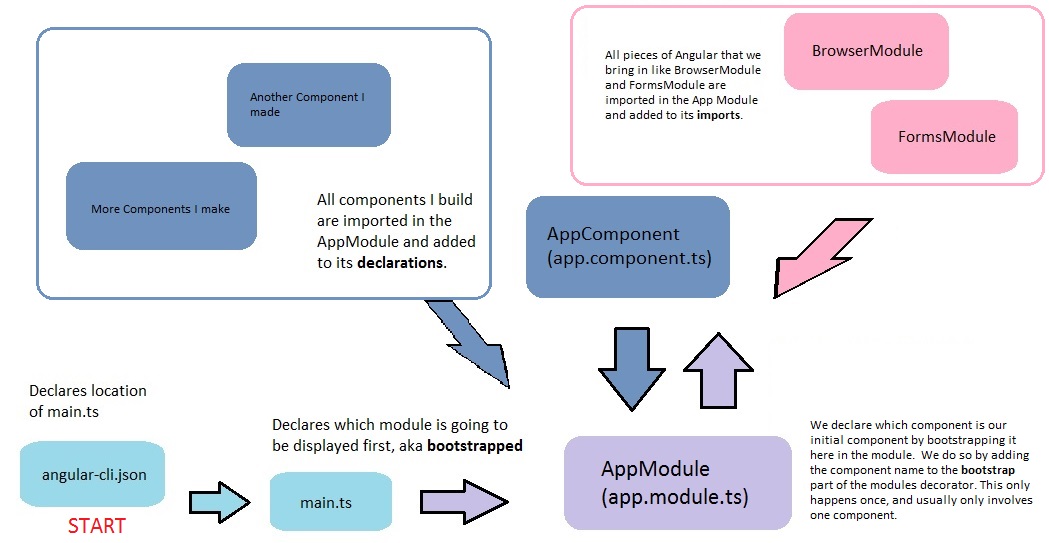 Another Component I
made
More Components I make
All components I build
are imported in the
AppModule and added
to its declarations.
All pieces of Angular that we
bring in like BrowserModule
and FormsModule are
imported in the App Module
and added to its imports.
BrowserModule
FormsModule
AppComponent
(app.component.ts)
Declares location
of main.ts
angular-cli.json
START
Declares which module is going to
be displayed first, aka bootstrapped
main.ts
AppModule
(app.module.ts)
We declare which component is our
initial component by bootstrapping it
here in the module. We do so by adding
the component name to the bootstrap
part of the modules decorator. This only
happens once, and usually only involves
one component.